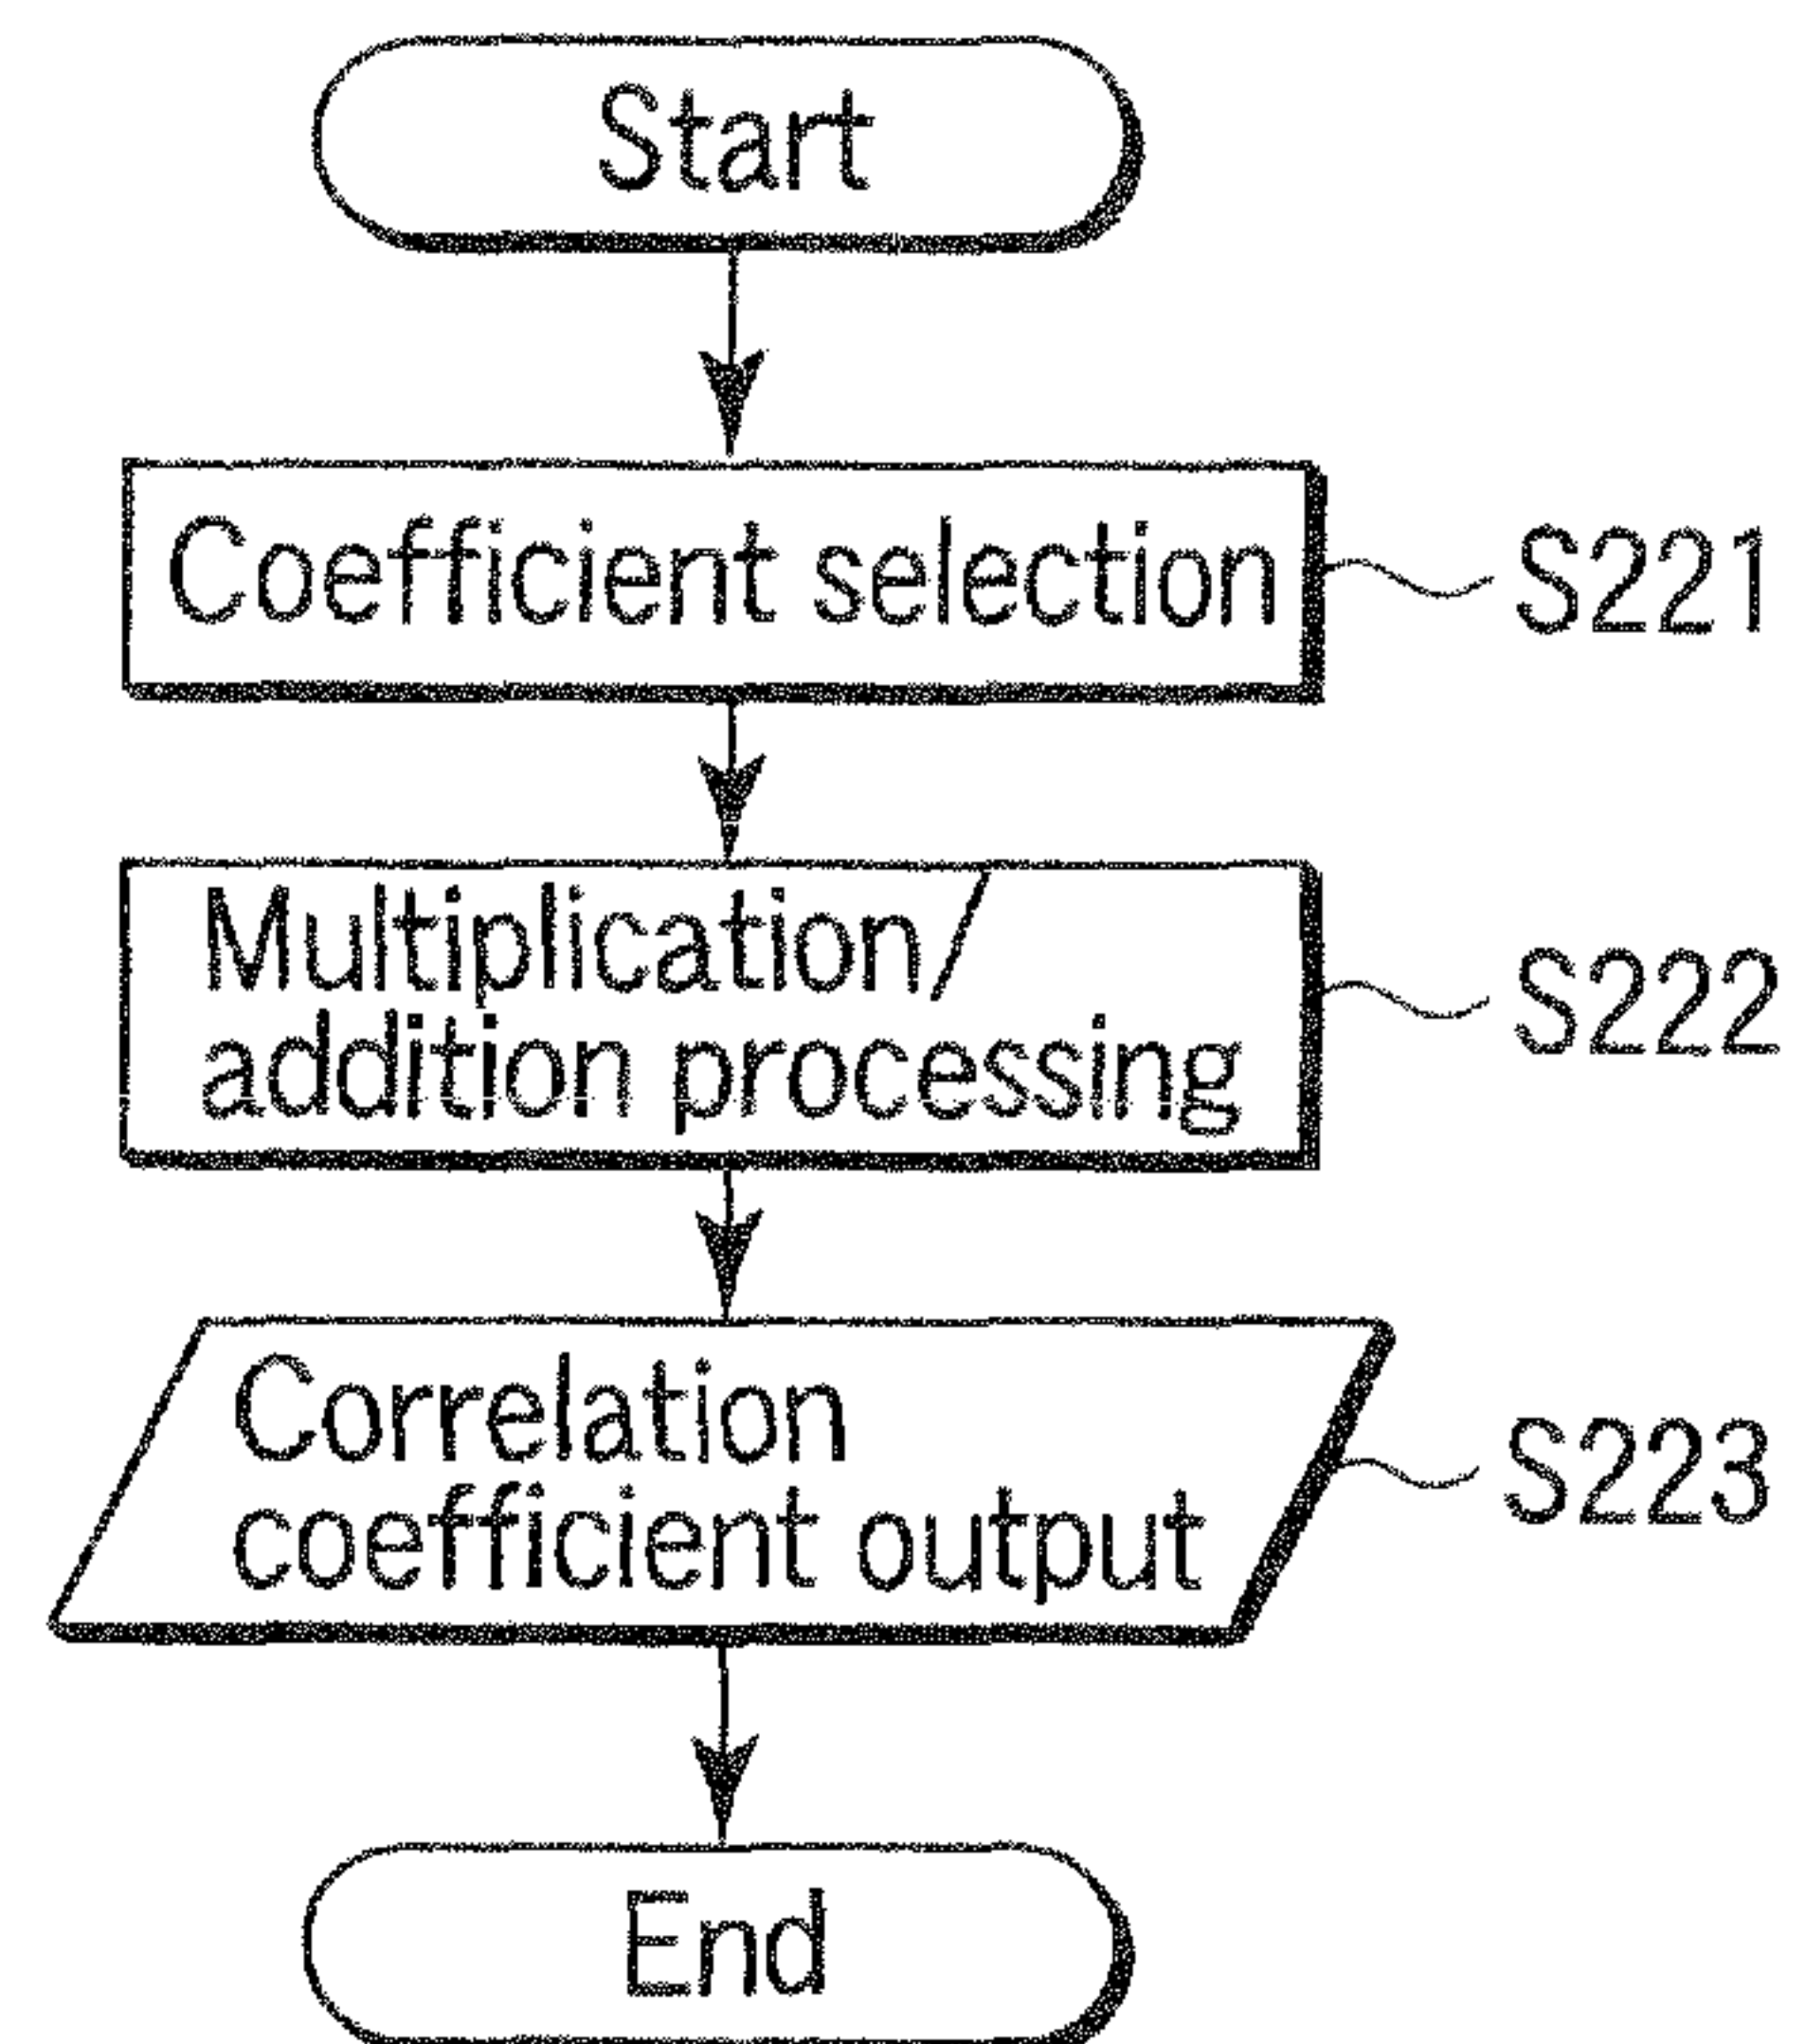 Start
Coefficient selection
S221
Multiplication/
addition processing
S222
Correlation
coefficient output
S223
End